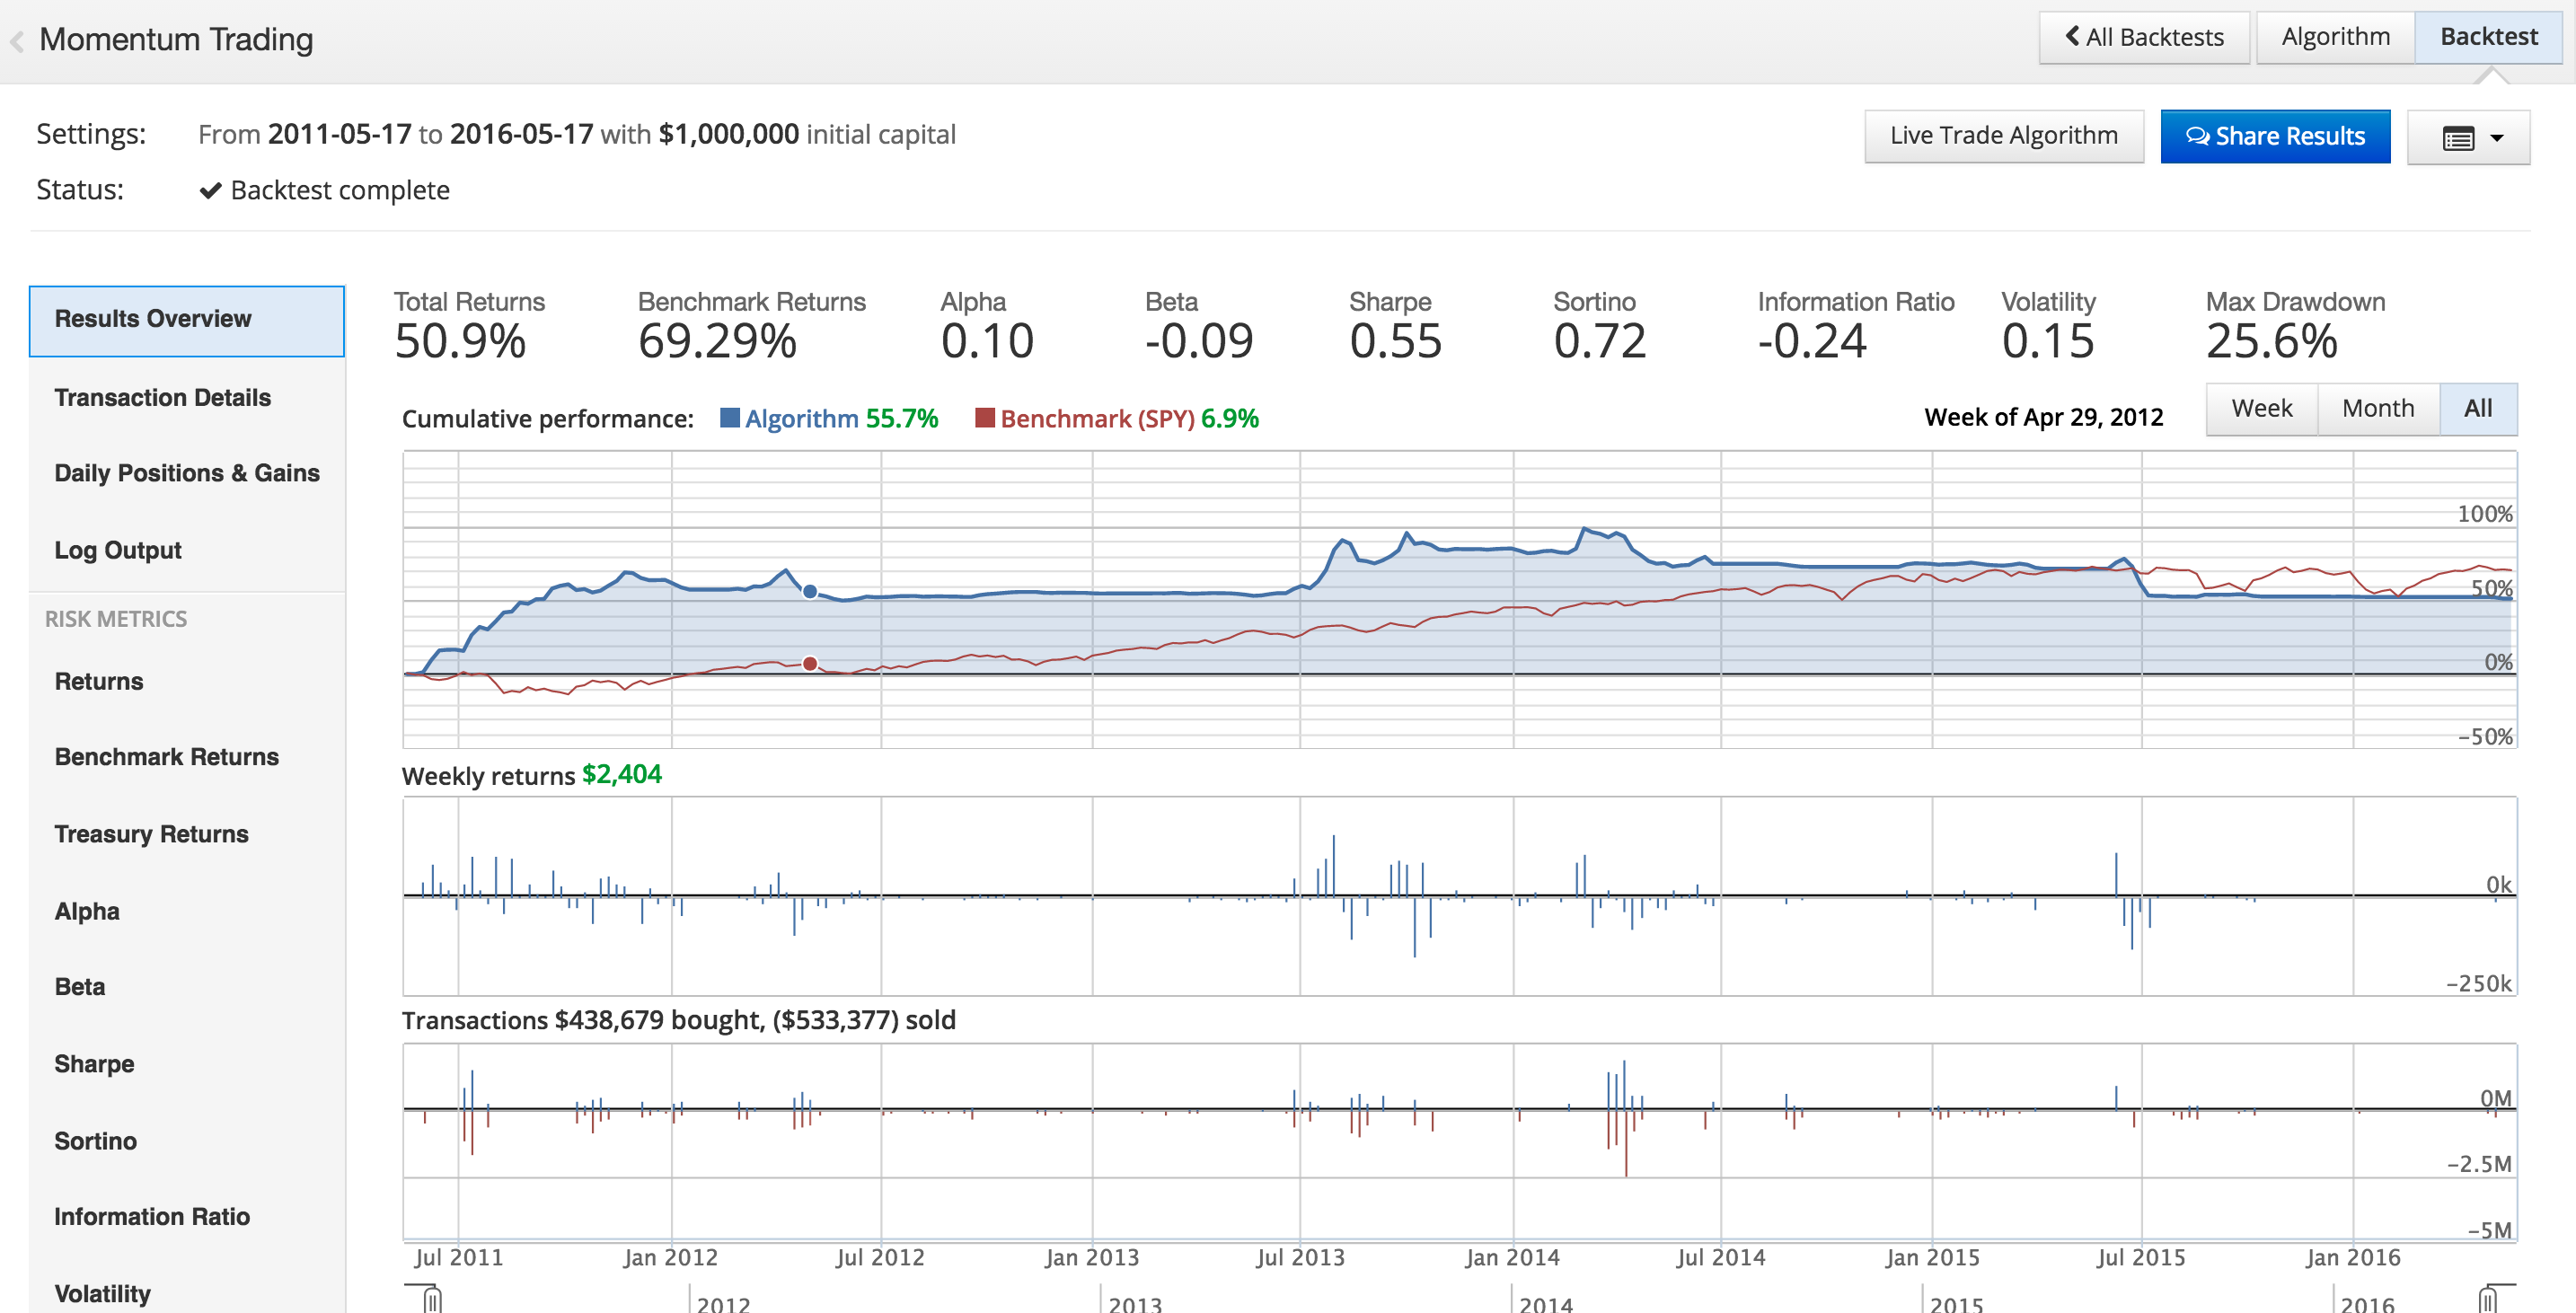 Momentum Trading
All Backtests
Algorithm
Backtest
Settings: From 2011-05-17 to 2016-05-17 with $1,000,000 initial capital
Live Trade Algorithm
Share Results
Status: Backtest complete
Results Overview
Transaction Details
Daily Positions & Gains
Log Output
RISK METRICS
Returns
Benchmark Returns
Treasury Returns
Alpha
Beta
Sharpe
Sortino
Information Ratio
Volatility
Total Returns Benchmark Returns Alpha Beta Sharpe Sortino Information Ratio Volatility Max Drawdown
50.9% 69.29% 0.10 -0.09 0.55 0.72 -0.24 0.15 25.6%
Cumulative performance: Algorithm 55.7% Benchmark (SPY) 6.9% Week of Apr 29, 2012 Week Month All
100%
50%
0%
−50%
Weekly returns $2,404
0k
−250k
Transactions $438,679 bought, ($533,377) sold
0M
−2.5M
−5M
Jul 2011 Jan 2012 Jul 2012 Jan 2013 Jul 2013 Jan 2014 Jul 2014 Jan 2015 Jul 2015 Jan 2016
2012 2013 2014 2015 2016